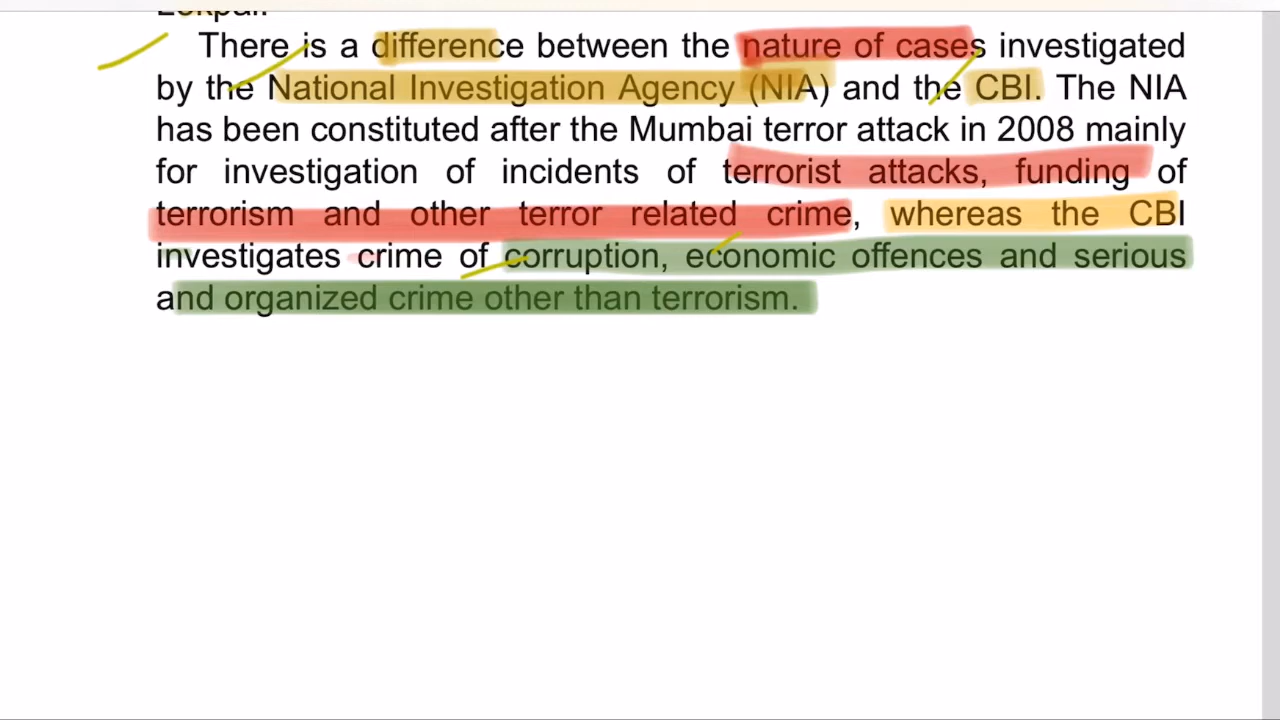 Lokpal.
There is a difference between the nature of cases investigated
by the National Investigation Agency (NIA) and the CBI. The NIA
has been constituted after the Mumbai terror attack in 2008 mainly
for investigation of incidents of terrorist attacks, funding of
terrorism and other terror related crime, whereas the CBI
investigates crime of corruption, economic offences and serious
and organized crime other than terrorism.